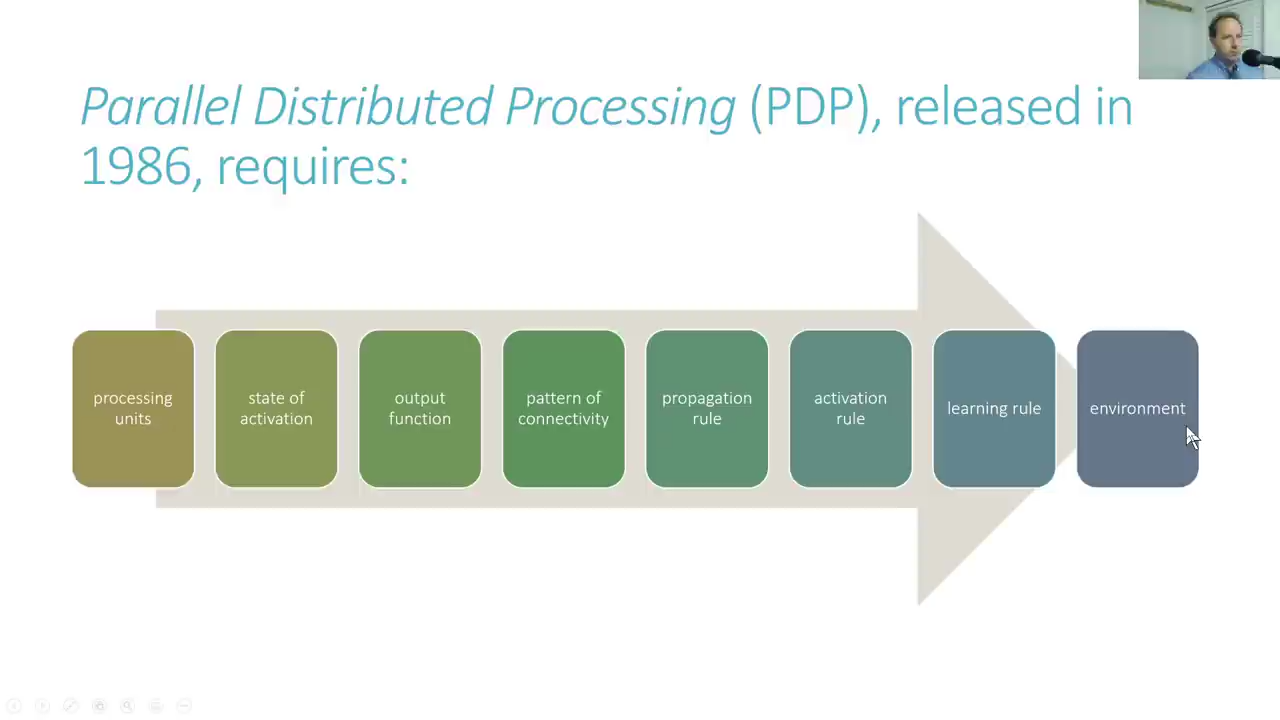 Parallel Distributed Processing (PDP), released in
1986, requires:
processing
units
state of
activation
output
function
pattern of
connectivity
propagation
rule
activation
rule
learning rule
environment